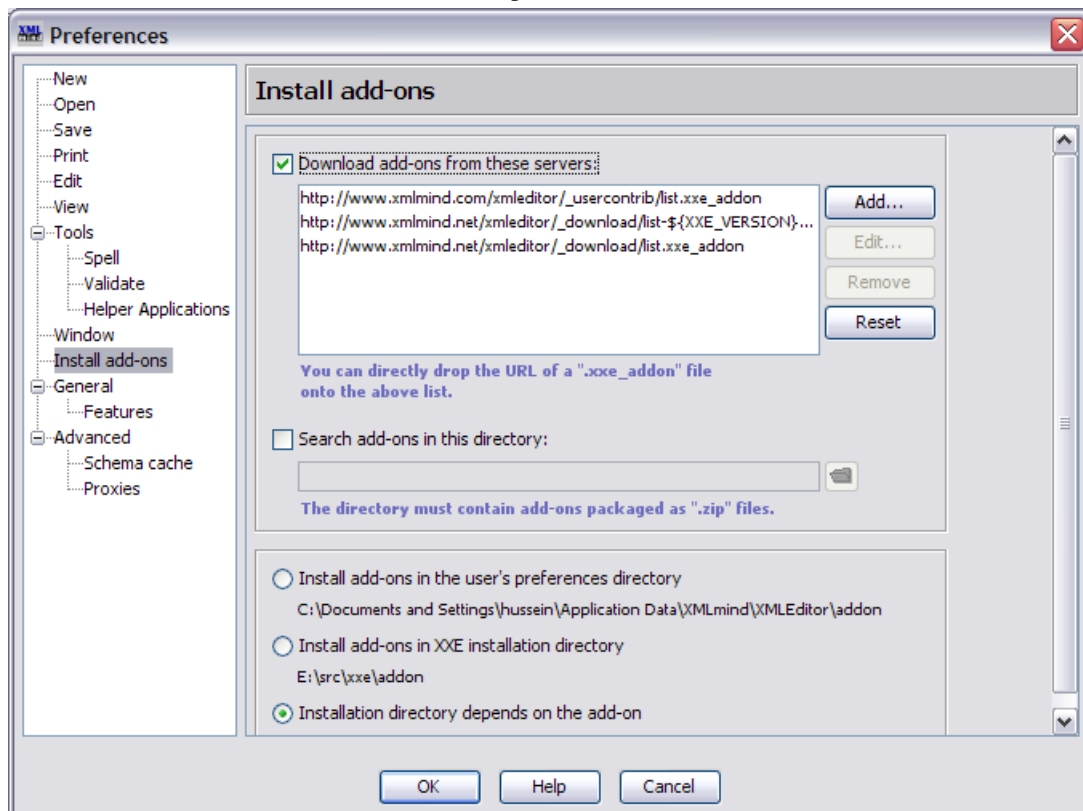 Preferences
New
Open
Save
Print
Edit
View
Tools
Spell
Validate
Helper Applications
Window
Install add-ons
General
Features
Advanced
Schema cache
Proxies
Install add-ons
Download add-ons from these servers:
http://www.xmlmind.com/xmleditor/_usercontrib/list.xxe_addon
http://www.xmlmind.net/xmleditor/_download/list-${XXE_VERSION}...
http://www.xmlmind.net/xmleditor/_download/list.xxe_addon
Add...
Edit...
Remove
Reset
You can directly drop the URL of a ".xxe_addon" file
onto the above list.
Search add-ons in this directory:
The directory must contain add-ons packaged as ".zip" files.
Install add-ons in the user's preferences directory
C:\Documents and Settings\hussein\Application Data\XMLmind\XMLEditor\addon
Install add-ons in XXE installation directory
E:\src\xxe\addon
Installation directory depends on the add-on
OK
Help
Cancel